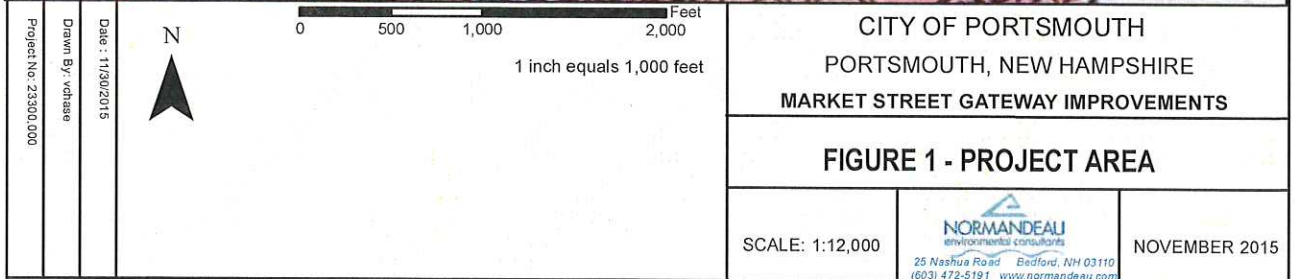 Date : 11/30/2015
Drawn By: vchase
Project No: 23300.000
N
Feet
0 500 1,000 2,000
1 inch equals 1,000 feet
CITY OF PORTSMOUTH
PORTSMOUTH, NEW HAMPSHIRE
MARKET STREET GATEWAY IMPROVEMENTS
FIGURE 1 - PROJECT AREA
SCALE: 1:12,000
NORMANDEAU
environmental consultants
25 Nashua Road Bedford, NH 03110
(603) 472-5191 www.normandeau.com
NOVEMBER 2015